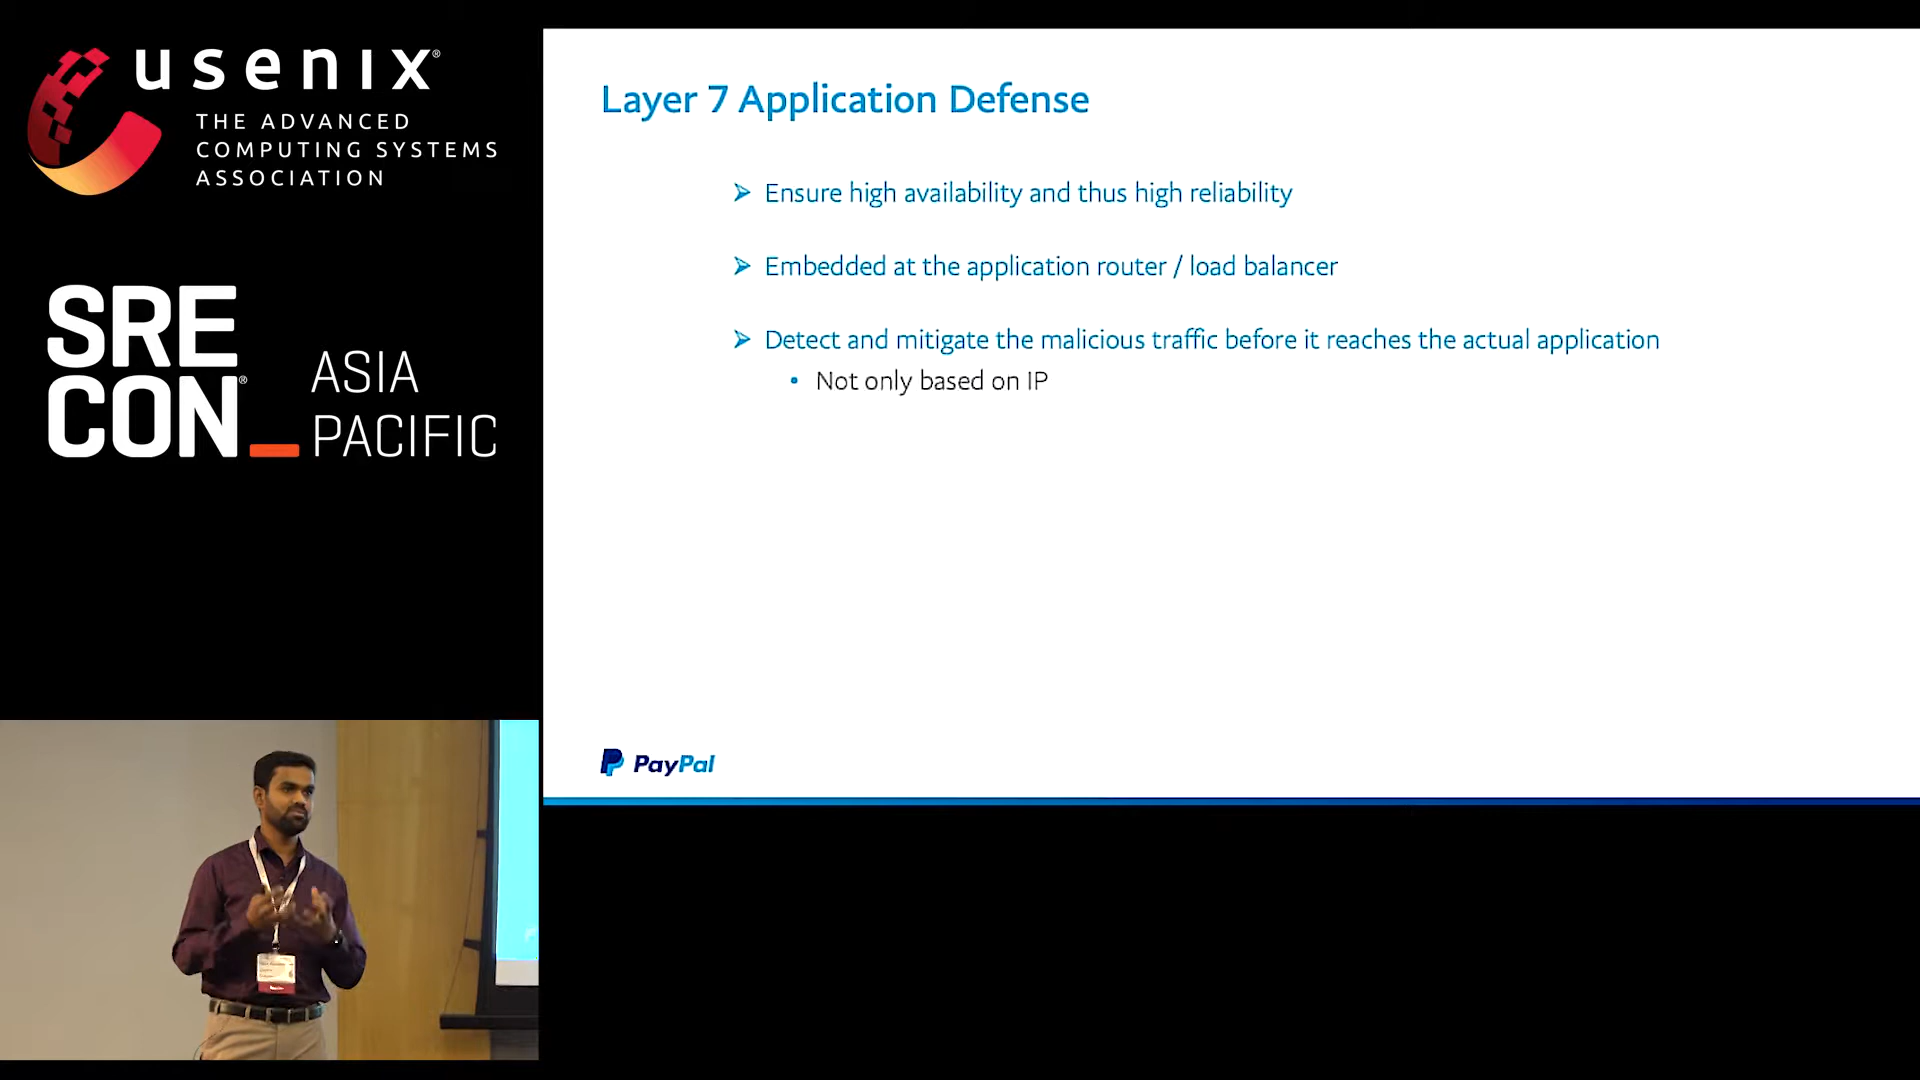 usenix®
THE ADVANCED
COMPUTING SYSTEMS
ASSOCIATION
SRE
CON®
ASIA
PACIFIC
Layer 7 Application Defense
➢ Ensure high availability and thus high reliability
➢ Embedded at the application router / load balancer
➢ Detect and mitigate the malicious traffic before it reaches the actual application
• Not only based on IP
PayPal